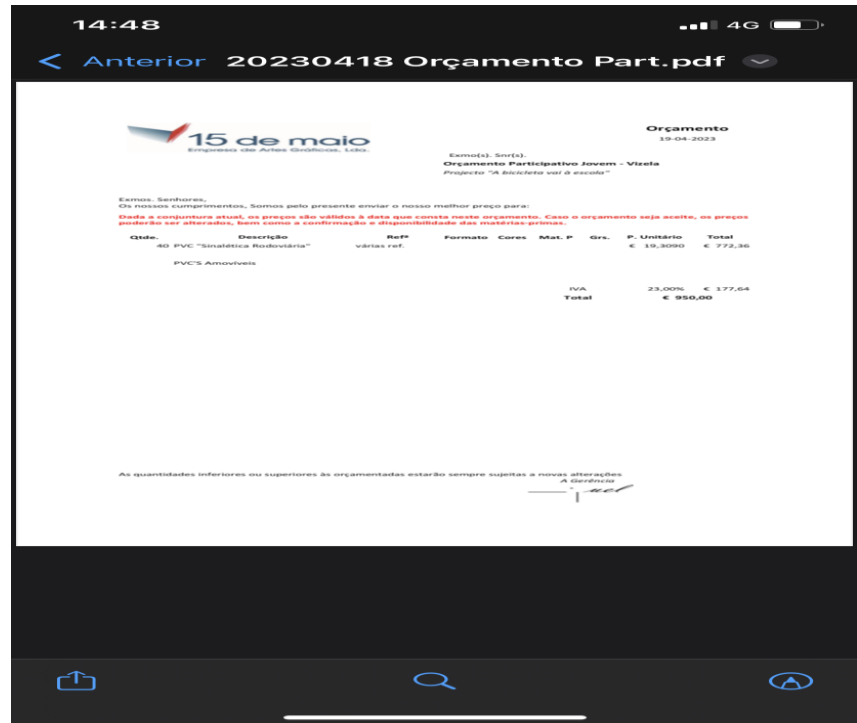 14:48
4G
Anterior 20230418 Orçamento Part.pdf
15 de maio
Empresa de Artes Gráficas, Lda.
Orçamento
19-04-2023
Exmo(s). Snr(s).
Orçamento Participativo Jovem - Vizela
Projecto "A bicicleta vai à escola"
Exmos. Senhores,
Os nossos cumprimentos, Somos pelo presente enviar o nosso melhor preço para:
Dada a conjuntura atual, os preços são válidos à data que consta neste orçamento. Caso o orçamento seja aceite, os preços
poderão ser alterados, bem como a confirmação e disponibilidade das matérias-primas.
Qtde. Descrição Refª Formato Cores Mat. P Grs. P. Unitário Total
40 PVC "Sinalética Rodoviária" várias ref. € 19,3090 € 772,36
PVC'S Amovíveis
IVA 23,00% € 177,64
Total € 950,00
As quantidades inferiores ou superiores às orçamentadas estarão sempre sujeitas a novas alterações
A Gerência